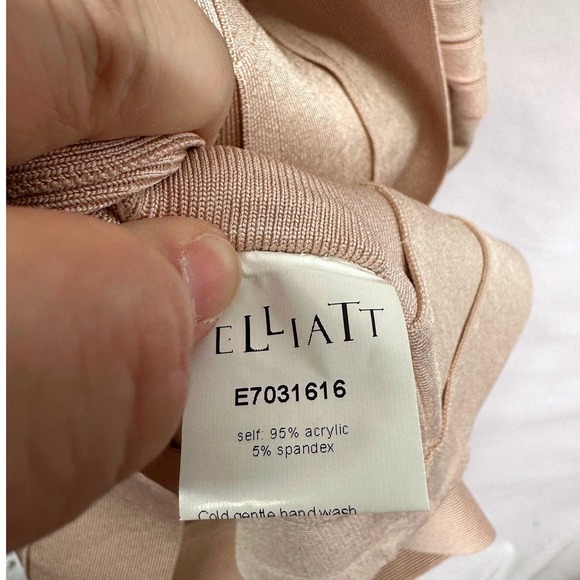 ELLIATT
E7031616
self: 95% acrylic
5% spandex
Cold gentle hand wash